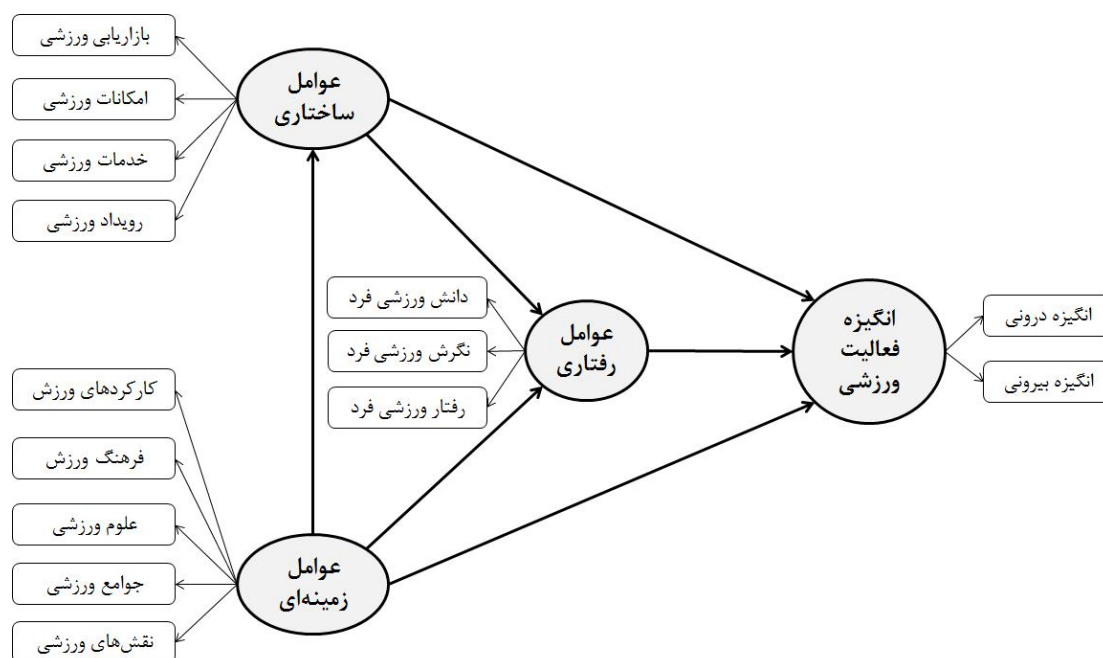 بازاریابی ورزشی
امکانات ورزشی
خدمات ورزشی
رویداد ورزشی
عوامل
ساختاری
دانش ورزشی فرد
نگرش ورزشی فرد
رفتار ورزشی فرد
عوامل
رفتاری
انگیزه
فعالیت
ورزشی
انگیزه درونی
انگیزه بیرونی
کارکردهای ورزش
فرهنگ ورزش
علوم ورزشی
جوامع ورزشی
نقش‌های ورزشی
عوامل
زمینه‌ای